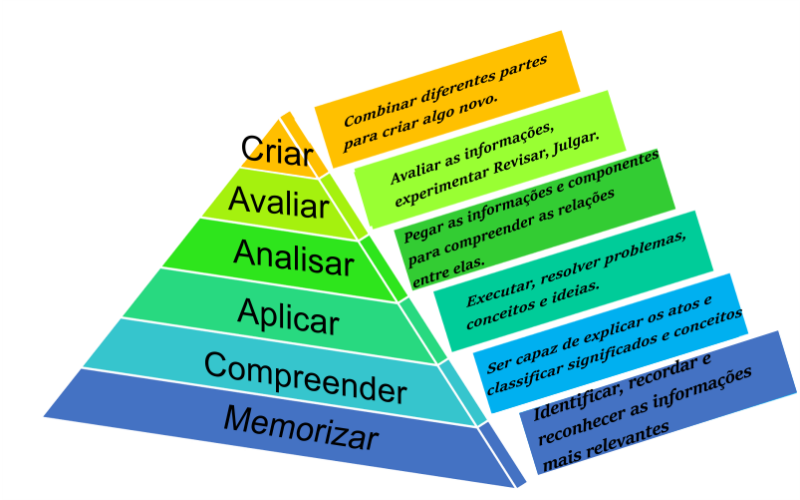 Criar
Combinar diferentes partes
para criar algo novo.
Avaliar
Avaliar as informações,
experimentar Revisar, Julgar.
Analisar
Pegar as informações e componentes
para compreender as relações
entre elas.
Aplicar
Executar, resolver problemas,
conceitos e ideias.
Compreender
Ser capaz de explicar os atos e
classificar significados e conceitos
Memorizar
Identificar, recordar e
reconhecer as informações
mais relevantes